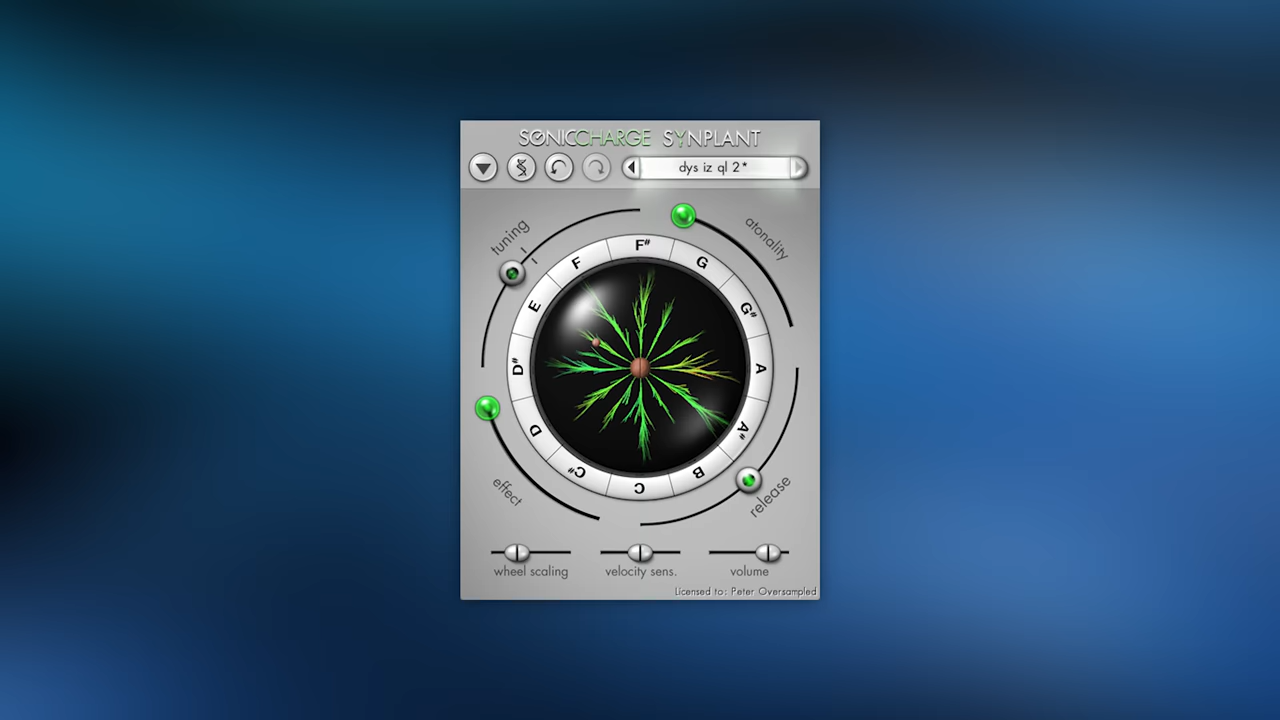 SONICCHARGE SYNPLANT
dys iz ql 2*
tuning
atonality
F#
F
G
E
G#
D#
A
D
A#
C#
B
C
effect
release
wheel scaling
velocity sens.
volume
Licensed to: Peter Oversampled